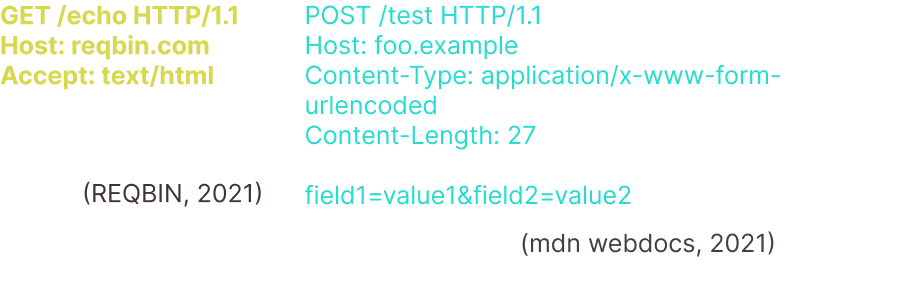 GET /echo HTTP/1.1
Host: reqbin.com
Accept: text/html
(REQBIN, 2021)
POST /test HTTP/1.1
Host: foo.example
Content-Type: application/x-www-form-
urlencoded
Content-Length: 27
field1=value1&field2=value2
(mdn webdocs, 2021)